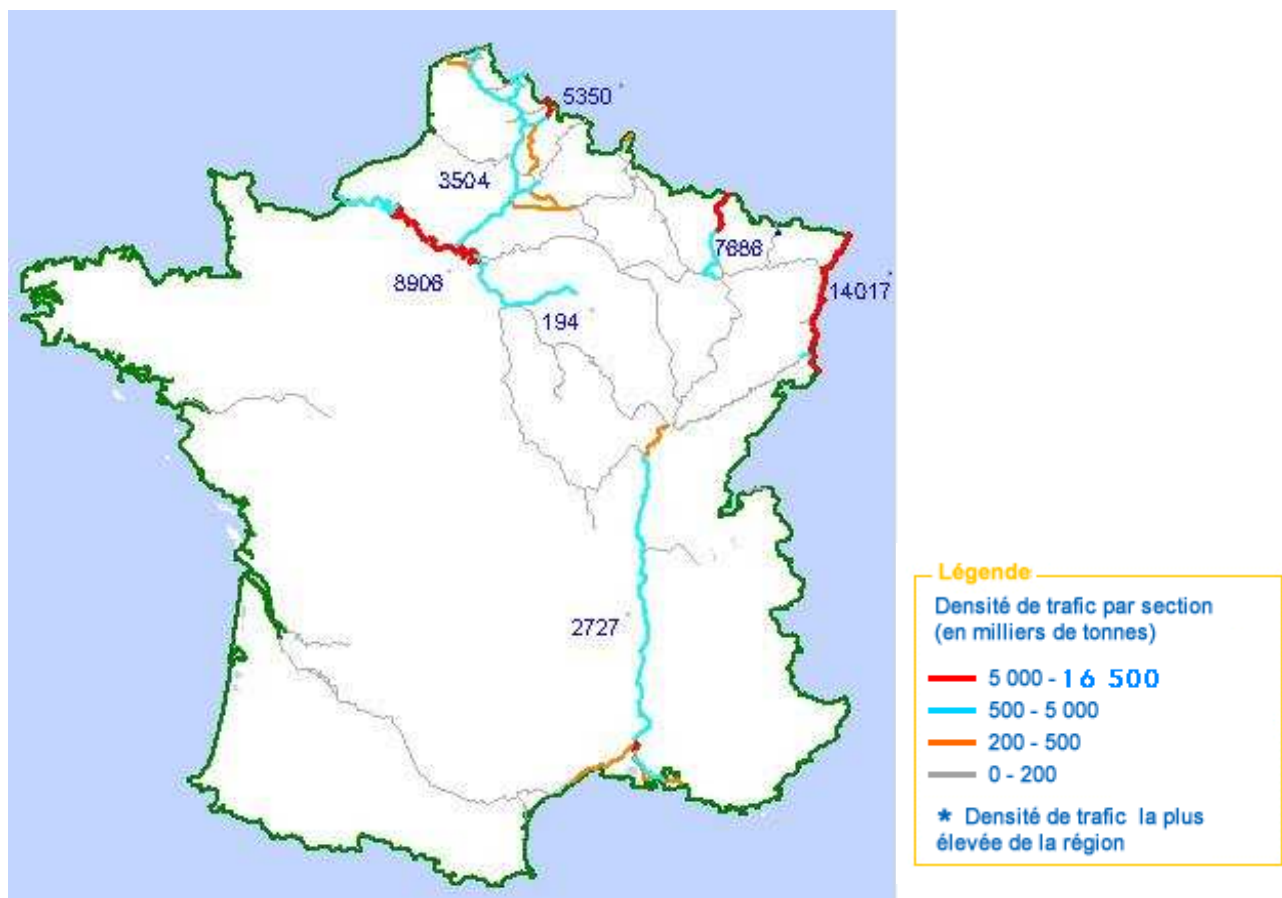 5350 *
3504
7686
8906 *
14017 *
194 *
2727 *
Légende
Densité de trafic par section
(en milliers de tonnes)
5 000 - 16 500
500 - 5 000
200 - 500
0 - 200
* Densité de trafic la plus
élevée de la région